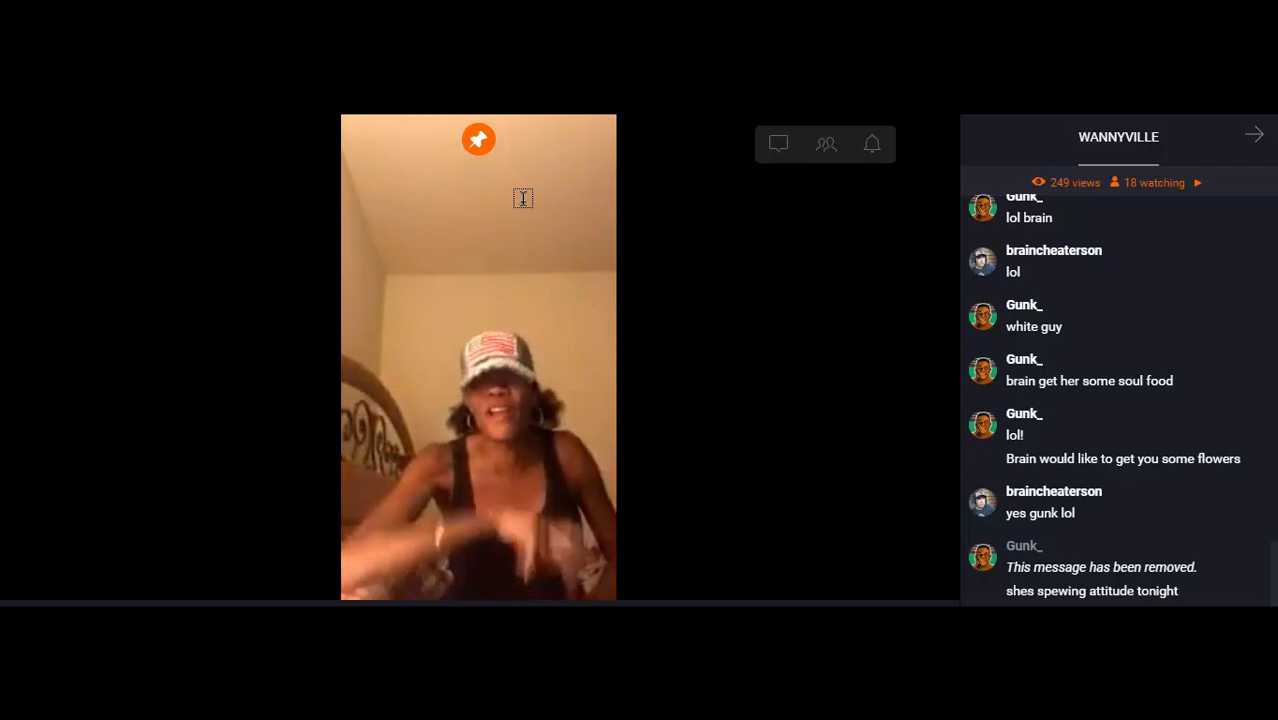 WANNYVILLE
249 views 18 watching
Gunk_
lol brain
braincheaterson
lol
Gunk_
white guy
Gunk_
brain get her some soul food
Gunk_
lol!
Brain would like to get you some flowers
braincheaterson
yes gunk lol
Gunk_
This message has been removed.
shes spewing attitude tonight